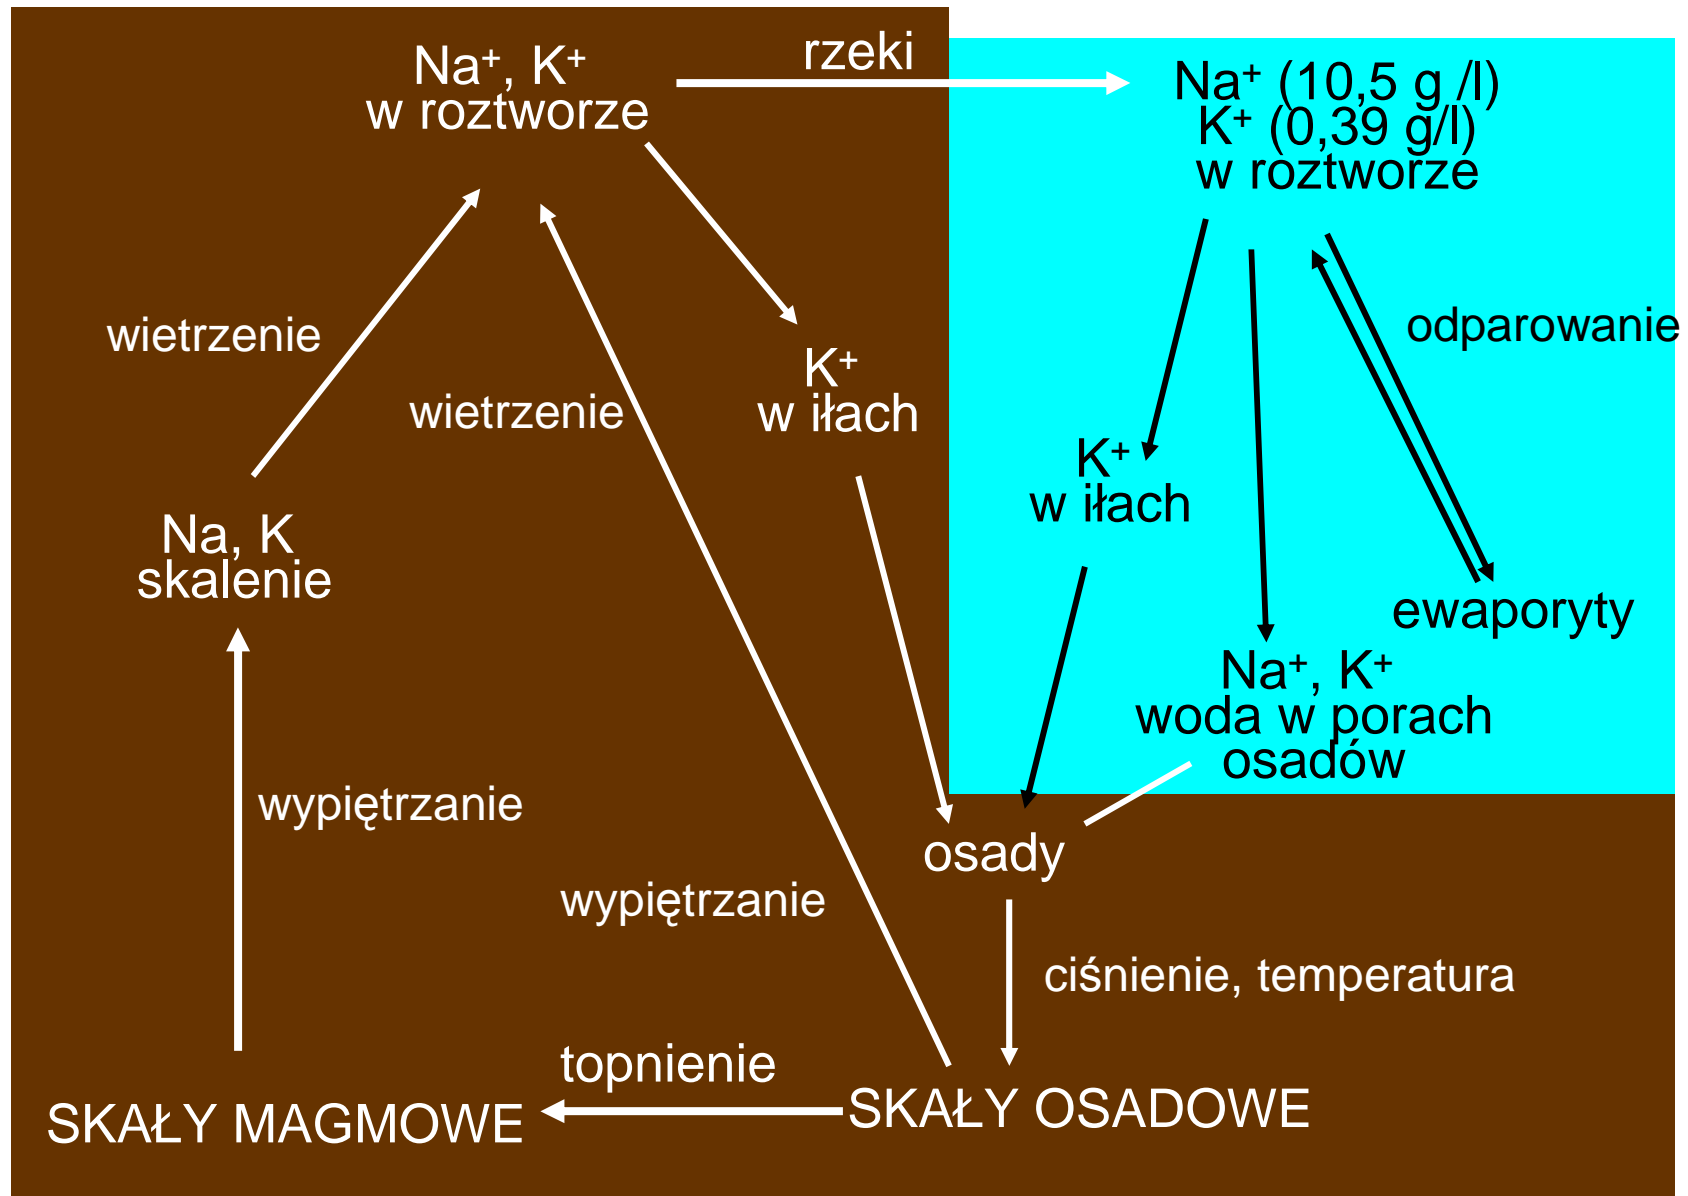 Na⁺, K⁺
w roztworze
rzeki
Na⁺ (10,5 g /l)
K⁺ (0,39 g/l)
w roztworze
wietrzenie
wietrzenie
K⁺
w iłach
odparowanie
K⁺
w iłach
Na, K
skalenie
ewaporyty
Na⁺, K⁺
woda w porach
osadów
wypiętrzanie
osady
wypiętrzanie
ciśnienie, temperatura
topnienie
SKAŁY MAGMOWE
SKAŁY OSADOWE